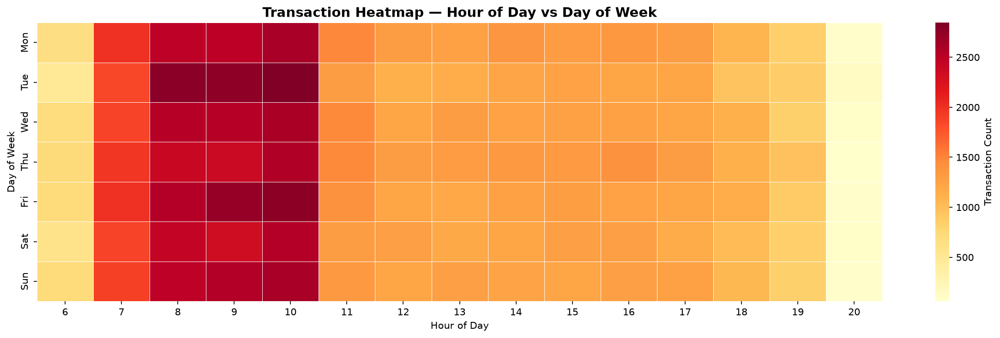 Transaction Heatmap — Hour of Day vs Day of Week
Day of Week
Mon
Tue
Wed
Thu
Fri
Sat
Sun
6 7 8 9 10 11 12 13 14 15 16 17 18 19 20
Hour of Day
2500
2000
1500
1000
500
Transaction Count